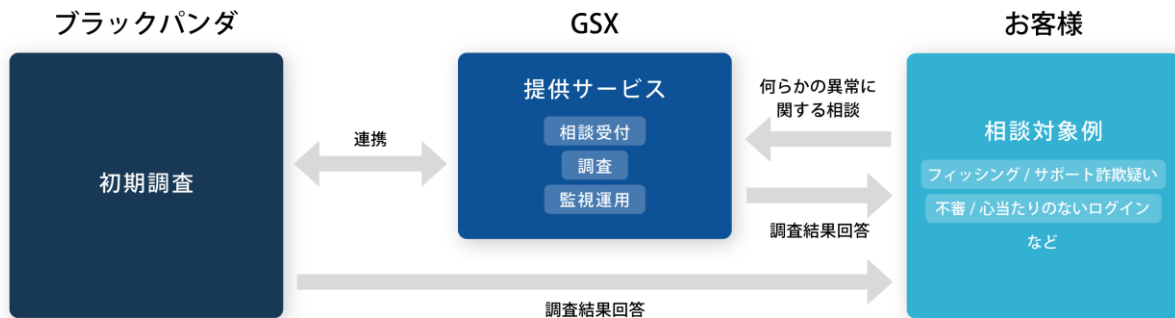 ブラックパンダ
GSX
お客様
初期調査
連携
提供サービス
相談受付
調査
監視運用
何らかの異常に
関する相談
調査結果回答
相談対象例
フィッシング / サポート詐欺疑い
不審 / 心当たりのないログイン
など
調査結果回答